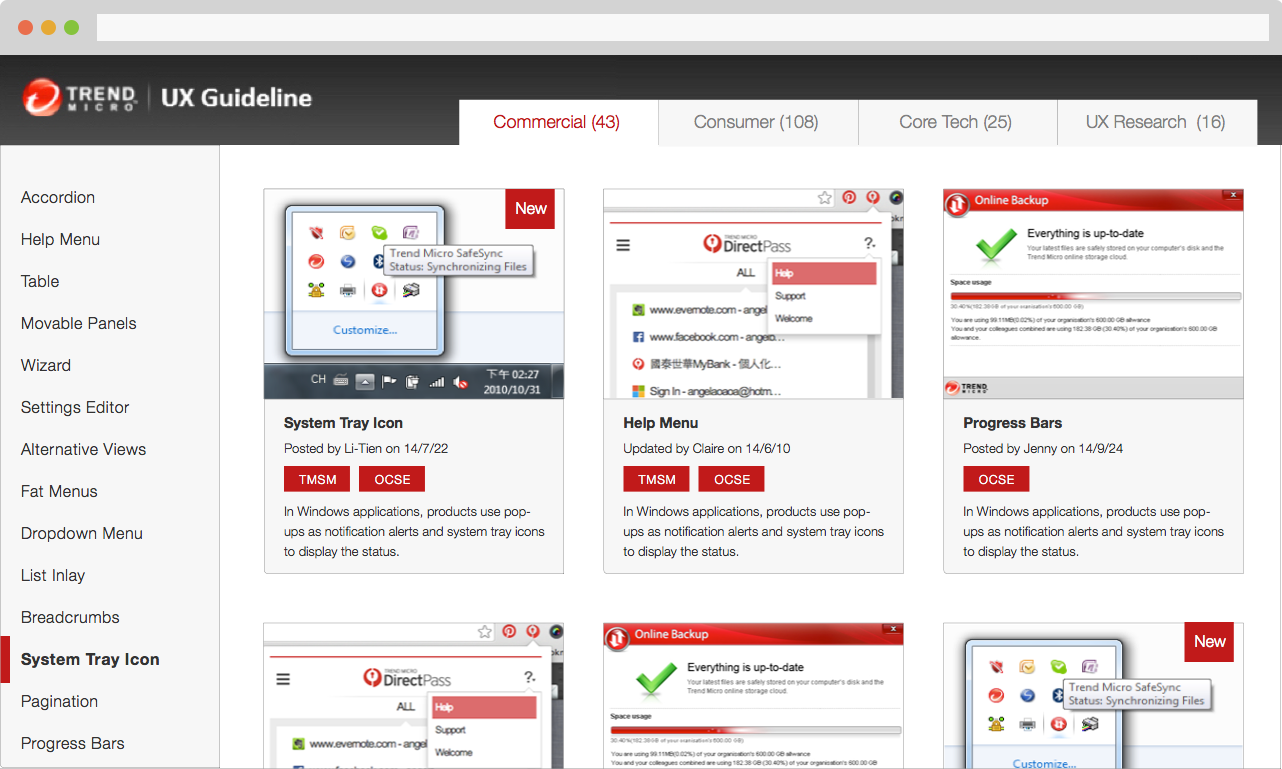 TREND MICRO | UX Guideline
Commercial (43)
Consumer (108)
Core Tech (25)
UX Research (16)
Accordion
Help Menu
Table
Movable Panels
Wizard
Settings Editor
Alternative Views
Fat Menus
Dropdown Menu
List Inlay
Breadcrumbs
System Tray Icon
Pagination
Progress Bars
New
Trend Micro SafeSync
Status: Synchronizing Files
Customize...
CH
下午 02:27
2010/10/31
System Tray Icon
Posted by Li-Tien on 14/7/22
TMSM OCSE
In Windows applications, products use pop-
ups as notification alerts and system tray icons
to display the status.
TREND MICRO
DirectPass
?
ALL
Help
Support
Welcome
www.evernote.com - angel
www.facebook.com - angelb...
國泰世華MyBank - 個人化...
Sign In - angelaoaoa@hotm...
Help Menu
Updated by Claire on 14/6/10
TMSM OCSE
In Windows applications, products use pop-
ups as notification alerts and system tray icons
to display the status.
Online Backup
Everything is up-to-date
Your latest files are safely stored on your computer's disk and the
Trend Micro online storage cloud.
Space usage
30.40%(182.38 GB of your organisation's 600.00 GB)
You are using 99.11MB(0.02%) of your organisation's 600.00 GB allwance
You and your colleagues combined are using 182.38 GB (30.40%) of your organisation's 600.00 GB
allowance.
TREND
MICRO
Progress Bars
Posted by Jenny on 14/9/24
OCSE
In Windows applications, products use pop-
ups as notification alerts and system tray icons
to display the status.
TREND MICRO
DirectPass
?
ALL
Help
Support
Welcome
www.evernote.com - angel
Online Backup
Everything is up-to-date
Your latest files are safely stored on your computer's disk and the
Trend Micro online storage cloud.
Space usage
30.40%(182.38 GB of your organisation's 600.00 GB)
You are using 99.11MB(0.02%) of your organisation's 600.00 GB allwance
You and your colleagues combined are using 182.38 GB (30.40%) of your organisation's 600.00 GB
New
Trend Micro SafeSync
Status: Synchronizing Files
Customize...